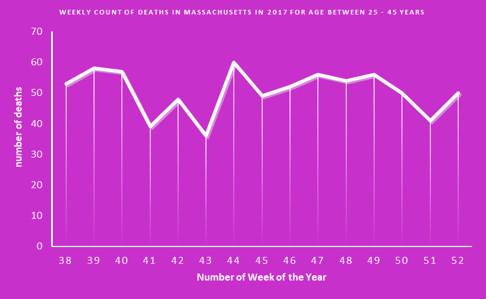 WEEKLY COUNT OF DEATHS IN MASSACHUSETTS IN 2017 FOR AGE BETWEEN 25 - 45 YEARS
70
60
50
40
30
20
10
0
number of deaths
38 39 40 41 42 43 44 45 46 47 48 49 50 51 52
Number of Week of the Year